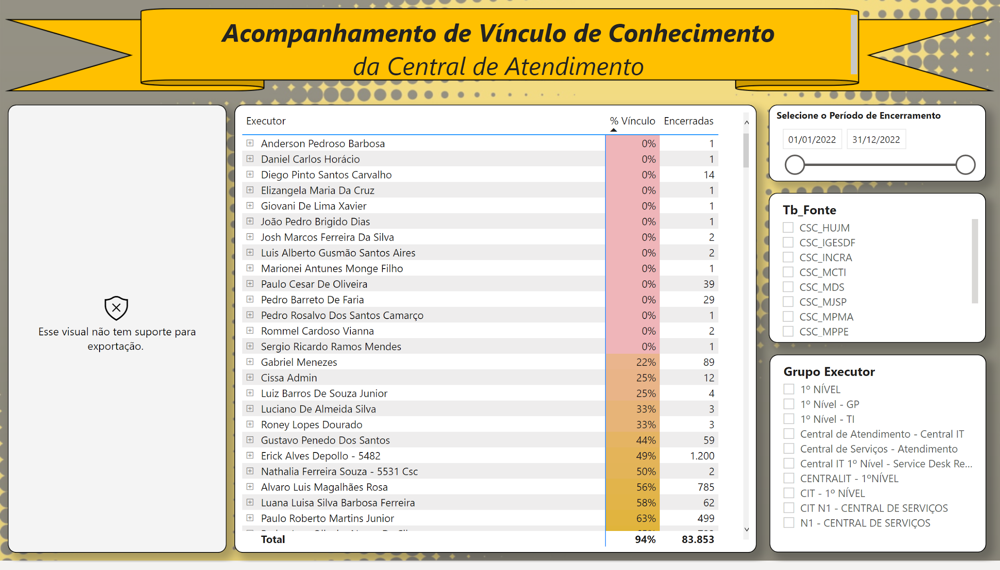 Acompanhamento de Vínculo de Conhecimento
da Central de Atendimento
Esse visual não tem suporte para
exportação.
Executor % Vínculo Encerradas
Anderson Pedroso Barbosa 0% 1
Daniel Carlos Horácio 0% 1
Diego Pinto Santos Carvalho 0% 14
Elizangela Maria Da Cruz 0% 1
Giovani De Lima Xavier 0% 1
João Pedro Brigido Dias 0% 1
Josh Marcos Ferreira Da Silva 0% 2
Luis Alberto Gusmão Santos Aires 0% 2
Marionei Antunes Monge Filho 0% 1
Paulo Cesar De Oliveira 0% 39
Pedro Barreto De Faria 0% 29
Pedro Rosalvo Dos Santos Camarço 0% 1
Rommel Cardoso Vianna 0% 2
Sergio Ricardo Ramos Mendes 0% 1
Gabriel Menezes 22% 89
Cissa Admin 25% 12
Luiz Barros De Souza Junior 25% 4
Luciano De Almeida Silva 33% 3
Roney Lopes Dourado 33% 3
Gustavo Penedo Dos Santos 44% 59
Erick Alves Depollo - 5482 49% 1.200
Nathalia Ferreira Souza - 5531 Csc 50% 2
Alvaro Luis Magalhães Rosa 56% 785
Luana Luisa Silva Barbosa Ferreira 58% 62
Paulo Roberto Martins Junior 63% 499
Total 94% 83.853
Selecione o Período de Encerramento
01/01/2022 31/12/2022
Tb_Fonte
CSC_HUJM
CSC_IGESDF
CSC_INCRA
CSC_MCTI
CSC_MDS
CSC_MJSP
CSC_MPMA
CSC_MPPE
Grupo Executor
1º NÍVEL
1º Nível - GP
1º Nível - TI
Central de Atendimento - Central IT
Central de Serviços - Atendimento
Central IT 1º Nível - Service Desk Re...
CENTRALIT - 1ºNÍVEL
CIT - 1º NÍVEL
CIT N1 - CENTRAL DE SERVIÇOS
N1 - CENTRAL DE SERVIÇOS